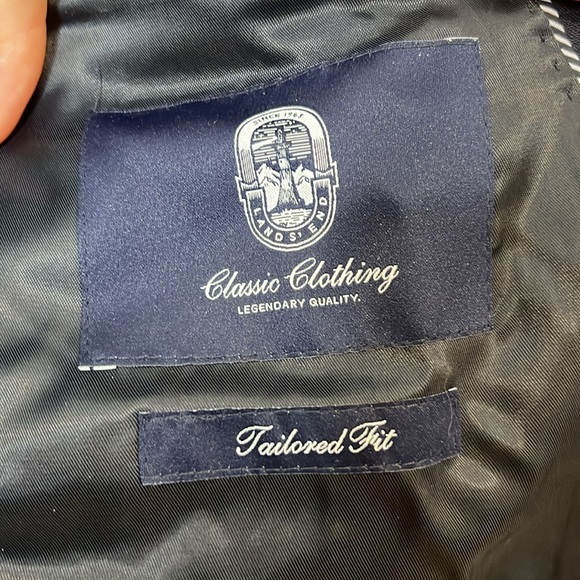 SINCE 1963
LANDS' END
Classic Clothing
LEGENDARY QUALITY.
Tailored Fit